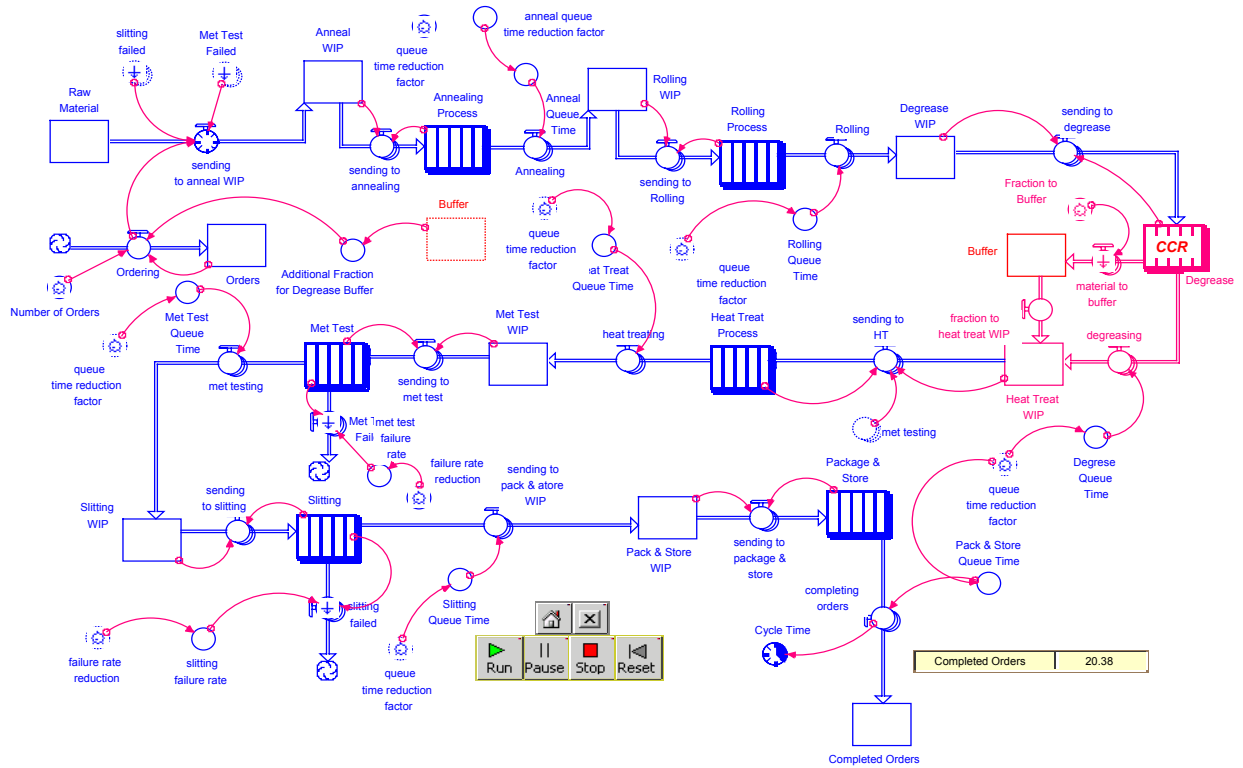 slitting
failed
Met Test
Failed
Anneal
WIP
queue
time reduction
factor
anneal queue
time reduction factor
Raw
Material
Annealing
Process
Anneal
Queue
Time
Rolling
WIP
Rolling
Process
Rolling
Degrease
WIP
sending to
degrease
sending
to anneal WIP
sending to
annealing
Annealing
sending to
Rolling
Fraction to
Buffer
Buffer
queue
time reduction
factor
Rolling
Queue
Time
Buffer
CCR
Ordering
Orders
Additional Fraction
for Degrease Buffer
eat Treat
Queue Time
queue
time reduction
factor
material to
buffer
Degrease
Number of Orders
Met Test
Queue
Time
Met Test
Met Test
WIP
heat treating
Heat Treat
Process
sending to
HT
fraction to
heat treat WIP
degreasing
queue
time reduction
factor
met testing
sending to
met test
Heat Treat
WIP
Met T
Fail
met test
failure
rate
failure rate
reduction
met testing
Degrese
Queue
Time
queue
time reduction
factor
Slitting
WIP
sending
to slitting
Slitting
sending to
pack & atore
WIP
Package &
Store
Pack & Store
WIP
sending to
package &
store
Pack & Store
Queue Time
slitting
failed
Slitting
Queue Time
completing
orders
failure rate
reduction
slitting
failure rate
queue
time reduction
factor
Run
Pause
Stop
Reset
Cycle Time
Completed Orders 20.38
Completed Orders